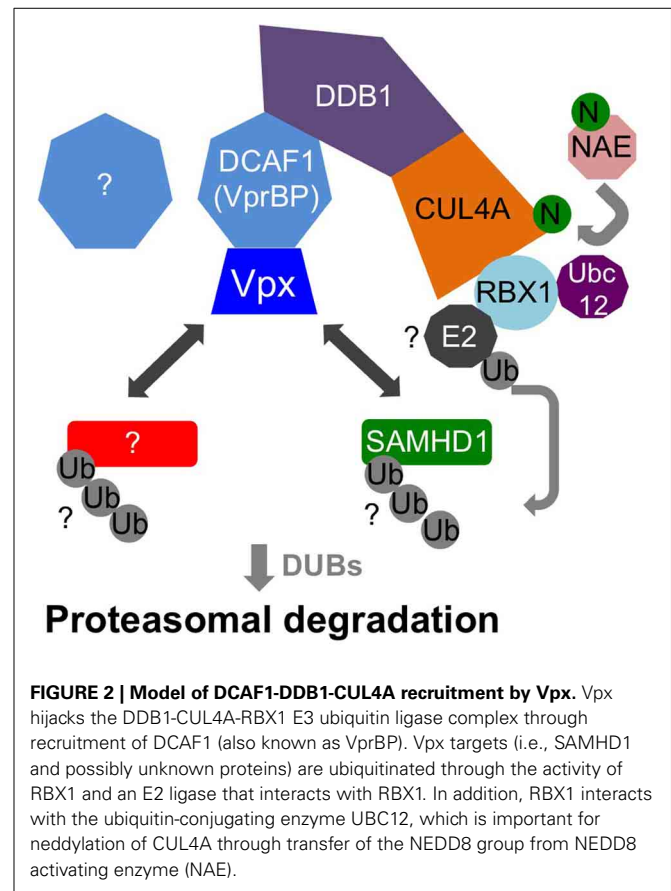 DDB1
N
NAE
?
DCAF1
(VprBP)
CUL4A
N
Vpx
RBX1
Ubc
12
?
E2
Ub
?
SAMHD1
Ub
Ub
?
Ub
?
Ub
Ub
Ub
DUBs
Proteasomal degradation
FIGURE 2 | Model of DCAF1-DDB1-CUL4A recruitment by Vpx. Vpx
hijacks the DDB1-CUL4A-RBX1 E3 ubiquitin ligase complex through
recruitment of DCAF1 (also known as VprBP). Vpx targets (i.e., SAMHD1
and possibly unknown proteins) are ubiquitinated through the activity of
RBX1 and an E2 ligase that interacts with RBX1. In addition, RBX1 interacts
with the ubiquitin-conjugating enzyme UBC12, which is important for
neddylation of CUL4A through transfer of the NEDD8 group from NEDD8
activating enzyme (NAE).